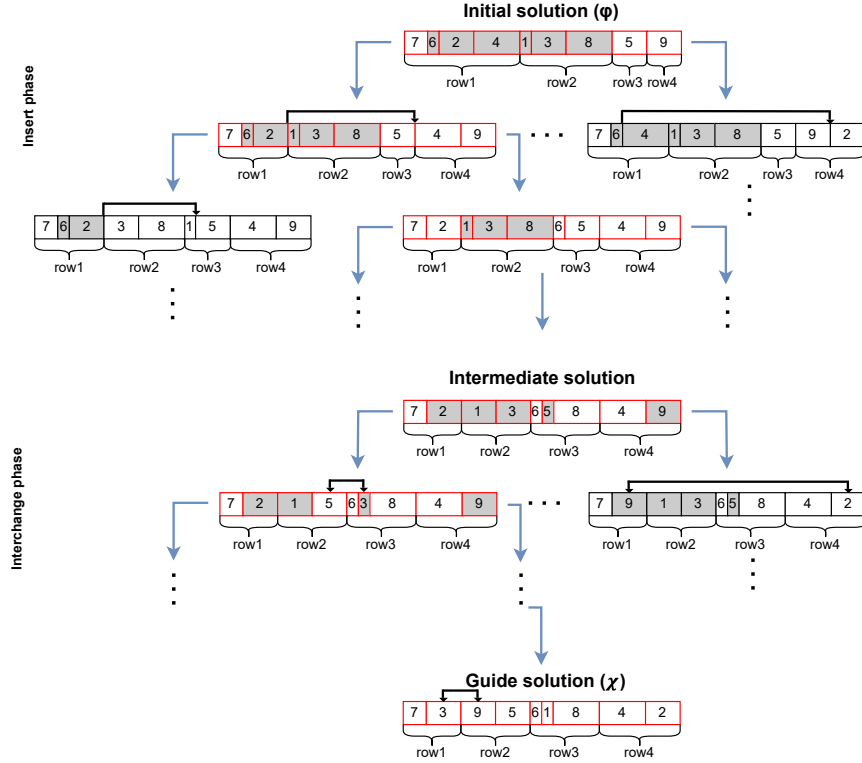 Initial solution (φ)
7 6 2 4 1 3 8 5 9
row1 row2 row3 row4
Insert phase
7 6 2 1 3 8 5 4 9
row1 row2 row3 row4
7 6 4 1 3 8 5 9 2
row1 row2 row3 row4
7 6 2 3 8 1 5 4 9
row1 row2 row3 row4
7 2 1 3 8 6 5 4 9
row1 row2 row3 row4
Intermediate solution
7 2 1 3 6 5 8 4 9
row1 row2 row3 row4
Interchange phase
7 2 1 5 6 3 8 4 9
row1 row2 row3 row4
7 9 1 3 6 5 8 4 2
row1 row2 row3 row4
Guide solution (χ)
7 3 9 5 6 1 8 4 2
row1 row2 row3 row4